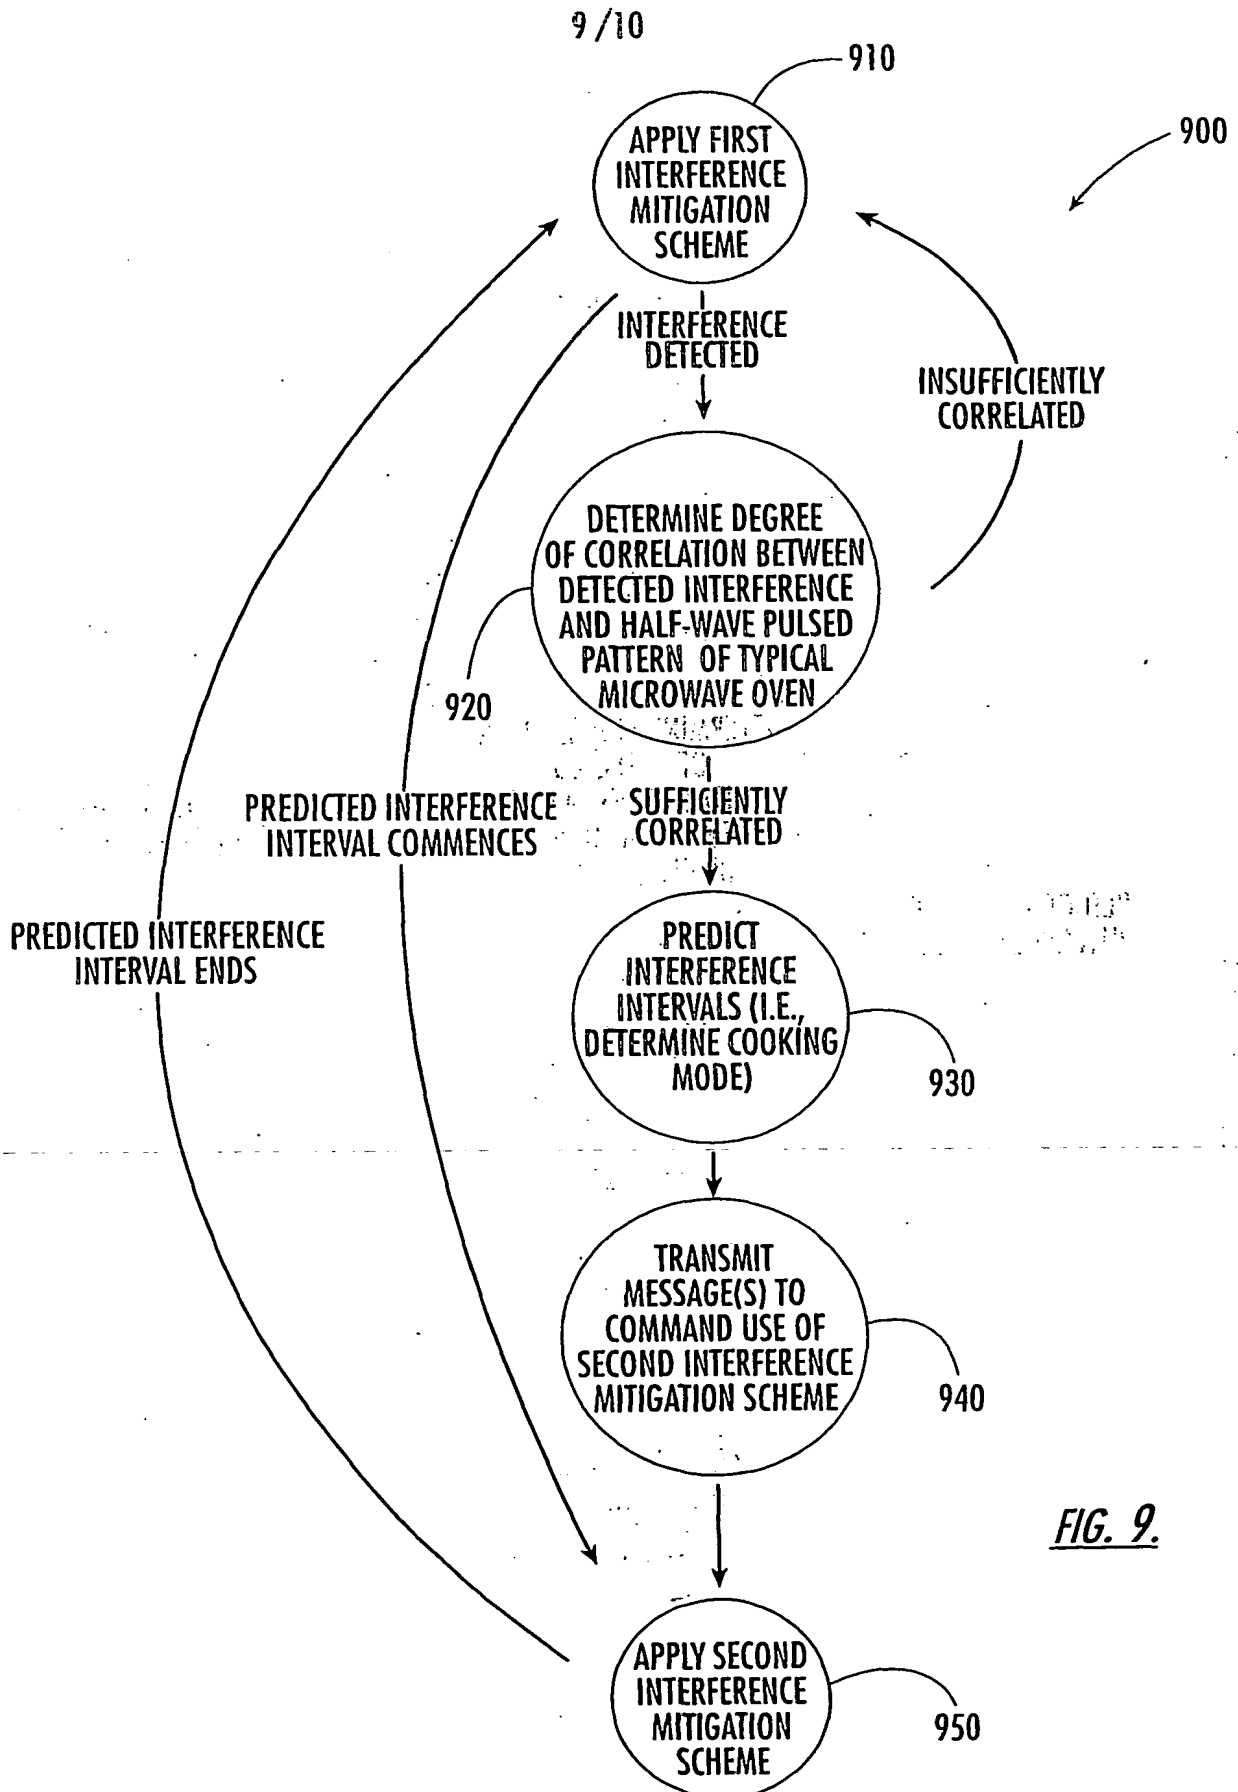 9/10
910
900
APPLY FIRST
INTERFERENCE
MITIGATION
SCHEME
INTERFERENCE
DETECTED
INSUFFICIENTLY
CORRELATED
DETERMINE DEGREE
OF CORRELATION BETWEEN
DETECTED INTERFERENCE
AND HALF-WAVE PULSED
PATTERN OF TYPICAL
MICROWAVE OVEN
920
PREDICTED INTERFERENCE
INTERVAL COMMENCES
SUFFICIENTLY
CORRELATED
PREDICTED INTERFERENCE
INTERVAL ENDS
PREDICT
INTERFERENCE
INTERVALS (I.E.,
DETERMINE COOKING
MODE)
930
TRANSMIT
MESSAGE(S) TO
COMMAND USE OF
SECOND INTERFERENCE
MITIGATION SCHEME
940
FIG. 9.
APPLY SECOND
INTERFERENCE
MITIGATION
SCHEME
950